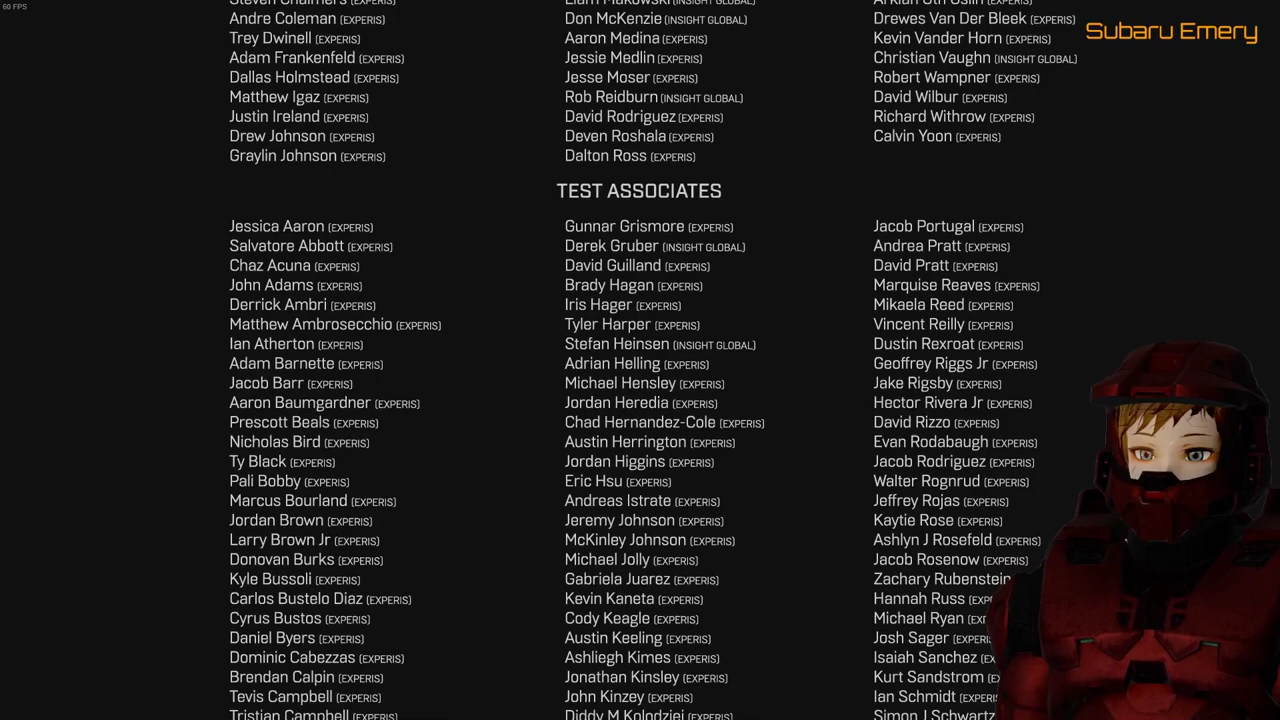 60 FPS
Subaru Emery
Andre Coleman (EXPERIS)
Trey Dwinell (EXPERIS)
Adam Frankenfeld (EXPERIS)
Dallas Holmstead (EXPERIS)
Matthew Igaz (EXPERIS)
Justin Ireland (EXPERIS)
Drew Johnson (EXPERIS)
Graylin Johnson (EXPERIS)
Don McKenzie (INSIGHT GLOBAL)
Aaron Medina (EXPERIS)
Jessie Medlin (EXPERIS)
Jesse Moser (EXPERIS)
Rob Reidburn (INSIGHT GLOBAL)
David Rodriguez (EXPERIS)
Deven Roshala (EXPERIS)
Dalton Ross (EXPERIS)
Drewes Van Der Bleek (EXPERIS)
Kevin Vander Horn (EXPERIS)
Christian Vaughn (INSIGHT GLOBAL)
Robert Wampner (EXPERIS)
David Wilbur (EXPERIS)
Richard Withrow (EXPERIS)
Calvin Yoon (EXPERIS)
TEST ASSOCIATES
Jessica Aaron (EXPERIS)
Salvatore Abbott (EXPERIS)
Chaz Acuna (EXPERIS)
John Adams (EXPERIS)
Derrick Ambri (EXPERIS)
Matthew Ambrosecchio (EXPERIS)
Ian Atherton (EXPERIS)
Adam Barnette (EXPERIS)
Jacob Barr (EXPERIS)
Aaron Baumgardner (EXPERIS)
Prescott Beals (EXPERIS)
Nicholas Bird (EXPERIS)
Ty Black (EXPERIS)
Pali Bobby (EXPERIS)
Marcus Bourland (EXPERIS)
Jordan Brown (EXPERIS)
Larry Brown Jr (EXPERIS)
Donovan Burks (EXPERIS)
Kyle Bussoli (EXPERIS)
Carlos Bustelo Diaz (EXPERIS)
Cyrus Bustos (EXPERIS)
Daniel Byers (EXPERIS)
Dominic Cabezzas (EXPERIS)
Brendan Calpin (EXPERIS)
Tevis Campbell (EXPERIS)
Tristian Campbell (EXPERIS)
Gunnar Grismore (EXPERIS)
Derek Gruber (INSIGHT GLOBAL)
David Guilland (EXPERIS)
Brady Hagan (EXPERIS)
Iris Hager (EXPERIS)
Tyler Harper (EXPERIS)
Stefan Heinsen (INSIGHT GLOBAL)
Adrian Helling (EXPERIS)
Michael Hensley (EXPERIS)
Jordan Heredia (EXPERIS)
Chad Hernandez-Cole (EXPERIS)
Austin Herrington (EXPERIS)
Jordan Higgins (EXPERIS)
Eric Hsu (EXPERIS)
Andreas Istrate (EXPERIS)
Jeremy Johnson (EXPERIS)
McKinley Johnson (EXPERIS)
Michael Jolly (EXPERIS)
Gabriela Juarez (EXPERIS)
Kevin Kaneta (EXPERIS)
Cody Keagle (EXPERIS)
Austin Keeling (EXPERIS)
Ashliegh Kimes (EXPERIS)
Jonathan Kinsley (EXPERIS)
John Kinzey (EXPERIS)
Diddy M Kolodziej (EXPERIS)
Jacob Portugal (EXPERIS)
Andrea Pratt (EXPERIS)
David Pratt (EXPERIS)
Marquise Reaves (EXPERIS)
Mikaela Reed (EXPERIS)
Vincent Reilly (EXPERIS)
Dustin Rexroat (EXPERIS)
Geoffrey Riggs Jr (EXPERIS)
Jake Rigsby (EXPERIS)
Hector Rivera Jr (EXPERIS)
David Rizzo (EXPERIS)
Evan Rodabaugh (EXPERIS)
Jacob Rodriguez (EXPERIS)
Walter Rognrud (EXPERIS)
Jeffrey Rojas (EXPERIS)
Kaytie Rose (EXPERIS)
Ashlyn J Rosefeld (EXPERIS)
Jacob Rosenow (EXPERIS)
Zachary Rubenstein
Hannah Russ
Michael Ryan
Josh Sager
Isaiah Sanchez
Kurt Sandstrom
Ian Schmidt
Simon J Schwartz